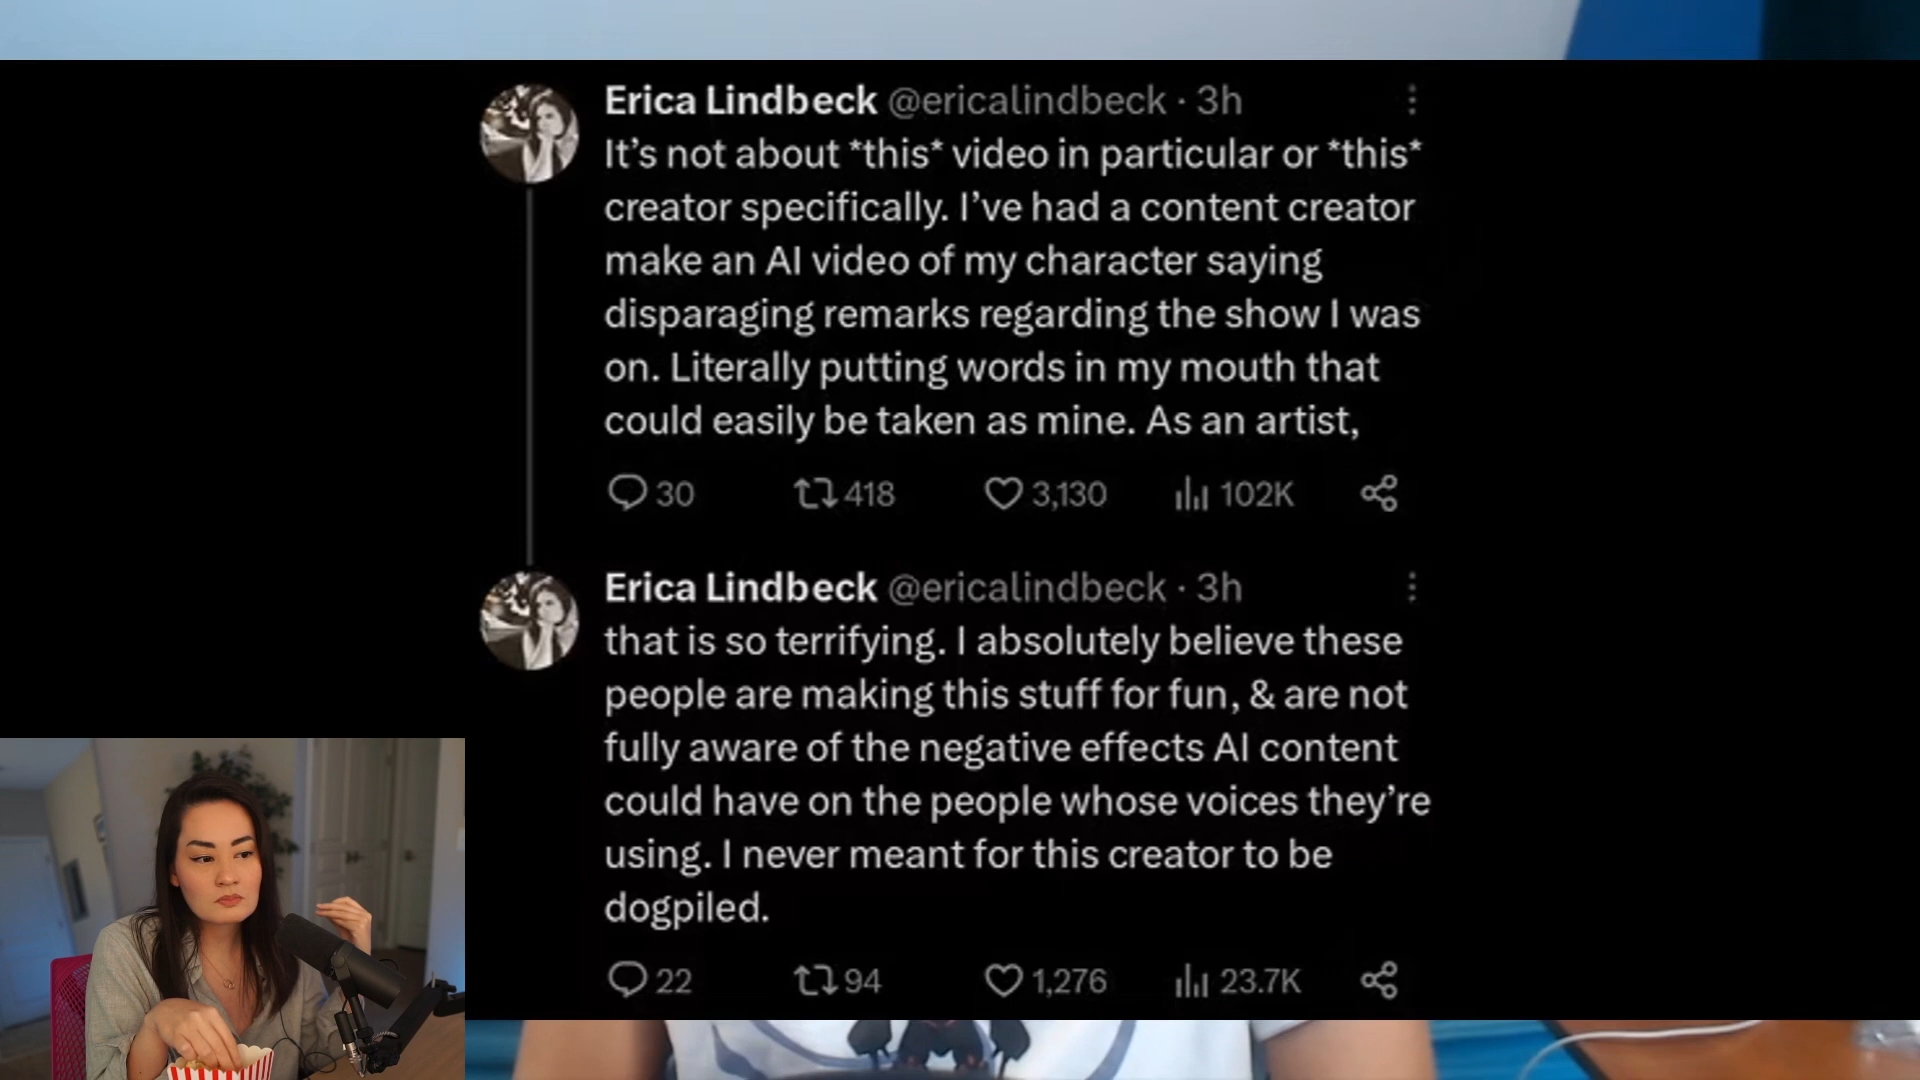 Erica Lindbeck @ericalindbeck · 3h
It’s not about *this* video in particular or *this*
creator specifically. I’ve had a content creator
make an AI video of my character saying
disparaging remarks regarding the show I was
on. Literally putting words in my mouth that
could easily be taken as mine. As an artist,
30 418 3,130 102K
Erica Lindbeck @ericalindbeck · 3h
that is so terrifying. I absolutely believe these
people are making this stuff for fun, & are not
fully aware of the negative effects AI content
could have on the people whose voices they’re
using. I never meant for this creator to be
dogpiled.
22 94 1,276 23.7K